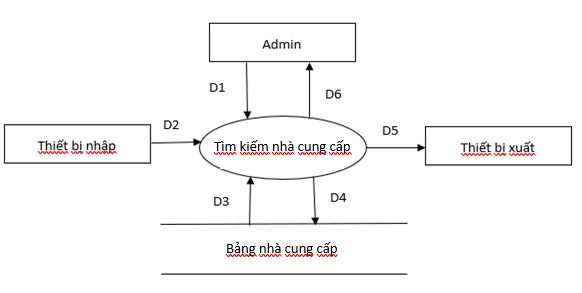 Admin
D1
D6
D2
D5
Thiết bị nhập
Tìm kiếm nhà cung cấp
Thiết bị xuất
D3
D4
Bảng nhà cung cấp